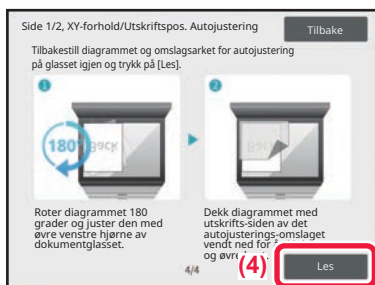 Side 1/2, XY-forhold/Utskriftspos. Autojustering
Tilbake
Tilbakestill diagrammet og omslagsarket for autojustering
på glasset igjen og trykk på [Les].
1
2
180°
Back
Roter diagrammet 180
grader og juster den med
øvre venstre hjørne av
dokumentglasset.
Dekk diagrammet med
utskrifts-siden av det
autojusterings-omslaget
vendt ned for
og øvre
4/4
(4)
Les